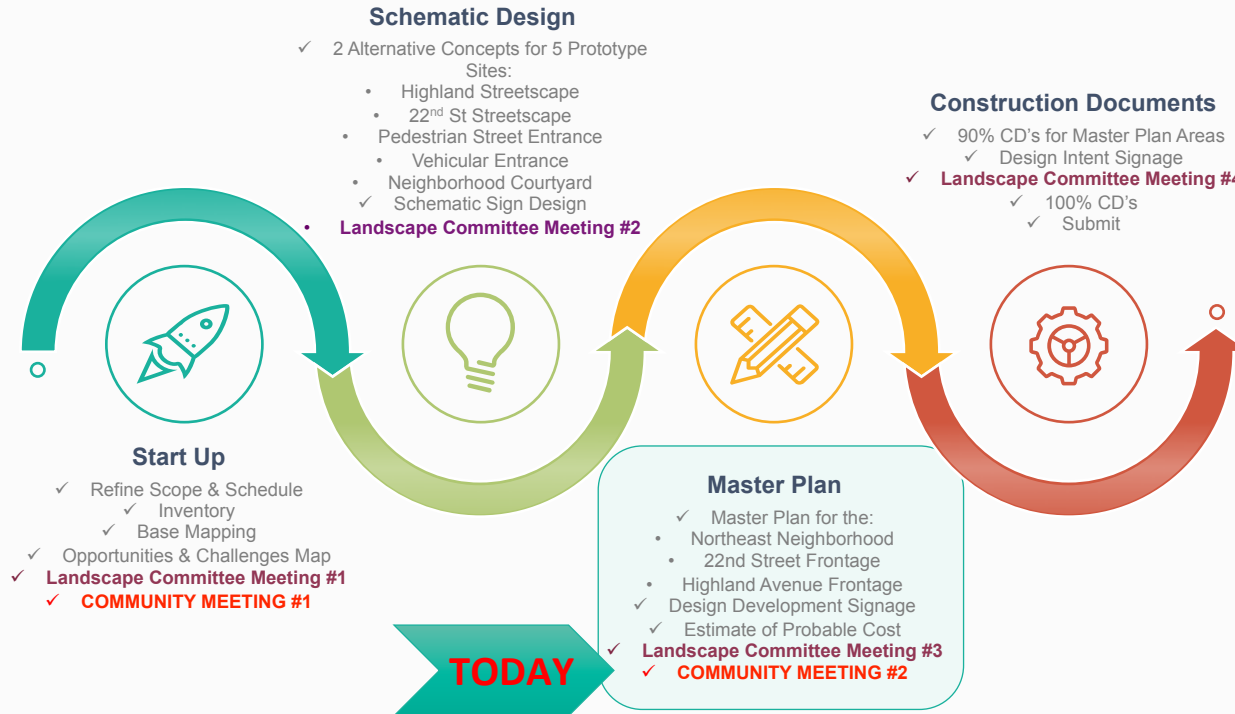 Schematic Design
✓ 2 Alternative Concepts for 5 Prototype
Sites:
• Highland Streetscape
• 22nd St Streetscape
• Pedestrian Street Entrance
• Vehicular Entrance
• Neighborhood Courtyard
✓ Schematic Sign Design
• Landscape Committee Meeting #2
Construction Documents
✓ 90% CD's for Master Plan Areas
✓ Design Intent Signage
✓ Landscape Committee Meeting #4
✓ 100% CD's
✓ Submit
Start Up
✓ Refine Scope & Schedule
✓ Inventory
✓ Base Mapping
✓ Opportunities & Challenges Map
✓ Landscape Committee Meeting #1
✓ COMMUNITY MEETING #1
Master Plan
✓ Master Plan for the:
• Northeast Neighborhood
• 22nd Street Frontage
• Highland Avenue Frontage
✓ Design Development Signage
✓ Estimate of Probable Cost
✓ Landscape Committee Meeting #3
✓ COMMUNITY MEETING #2
TODAY